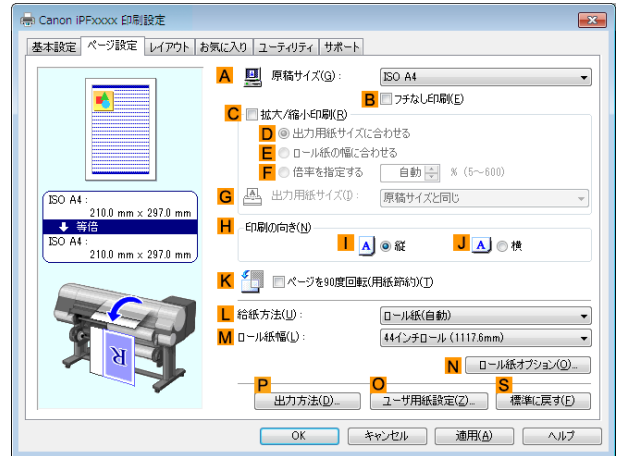 Canon iPFxxxx 印刷設定
基本設定 ページ設定 レイアウト お気に入り ユーティリティ サポート
A 原稿サイズ(G): ISO A4
B フチなし印刷(E)
C 拡大/縮小印刷(R)
D 出力用紙サイズに合わせる
E ロール紙の幅に合わせる
F 倍率を指定する 自動 % (5～600)
G 出力用紙サイズ(I): 原稿サイズと同じ
ISO A4 :
210.0 mm x 297.0 mm
等倍
ISO A4 :
210.0 mm x 297.0 mm
H 印刷の向き(N)
I A 縦 J A 横
K ページを90度回転(用紙節約)(T)
L 給紙方法(U): ロール紙(自動)
M ロール紙幅(L): 44インチロール (1117.6mm)
R
N ロール紙オプション(O)...
P O S
出力方法(D)... ユーザ用紙設定(Z)... 標準に戻す(F)
OK キャンセル 適用(A) ヘルプ